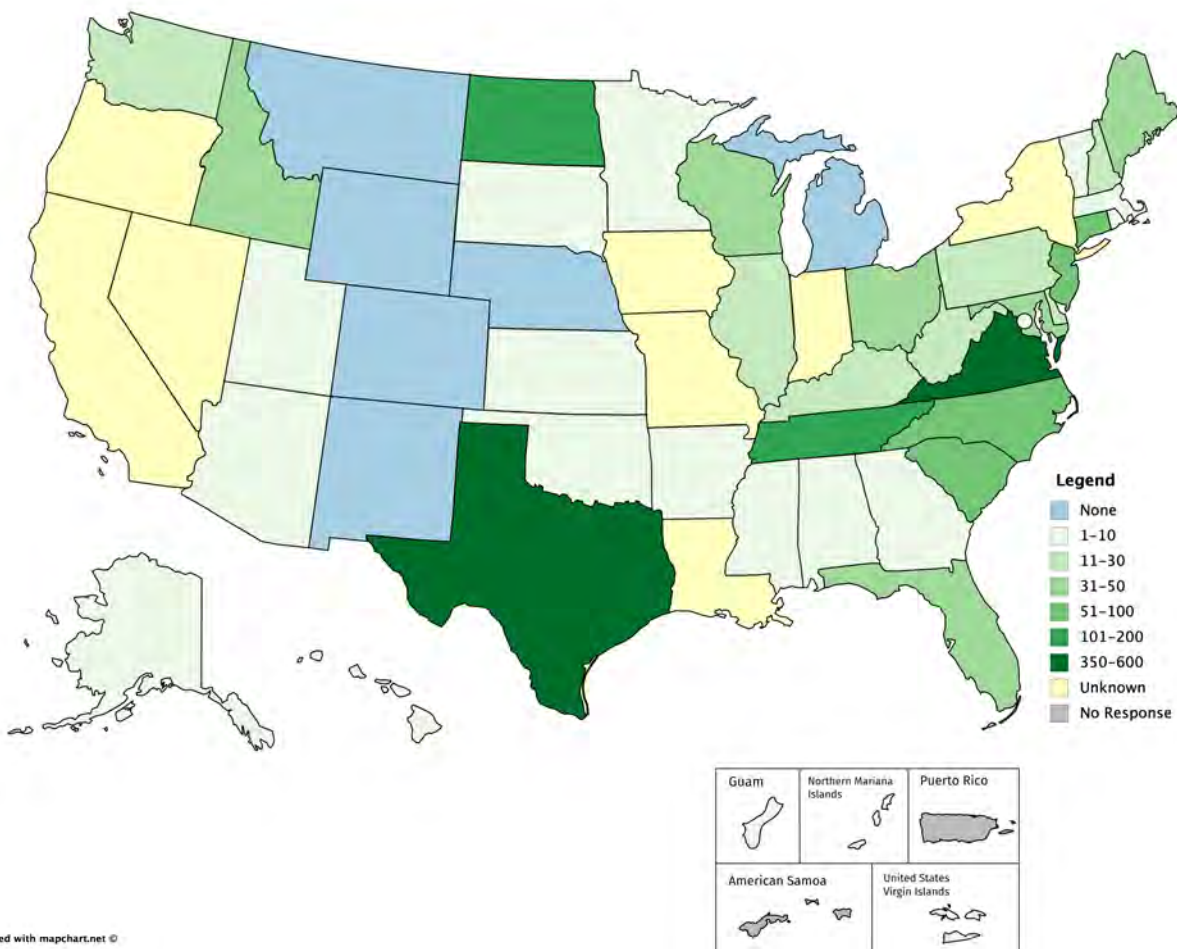 Legend
None
1–10
11–30
31–50
51–100
101–200
350–600
Unknown
No Response
Guam
Northern Mariana
Islands
Puerto Rico
American Samoa
United States
Virgin Islands
ed with mapchart.net ©